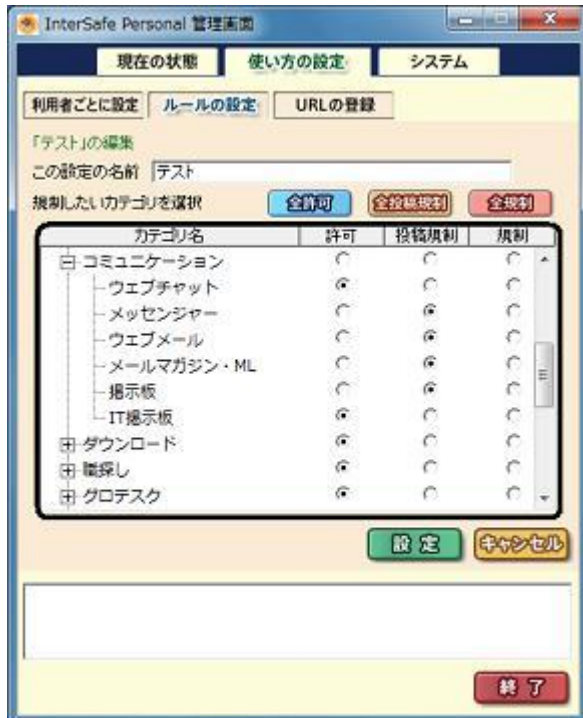 InterSafe Personal 管理画面
現在の状態 使い方の設定 システム
利用者ごとに設定 ルールの設定 URLの登録
「テスト」の編集
この設定の名前 テスト
規制したいカテゴリを選択 全許可 全投稿規制 全規制
カテゴリ名 許可 投稿規制 規制
コミュニケーション
ウェブチャット
メッセンジャー
ウェブメール
メールマガジン・ML
掲示板
IT掲示板
ダウンロード
職探し
グロテスク
設定 キャンセル
終了